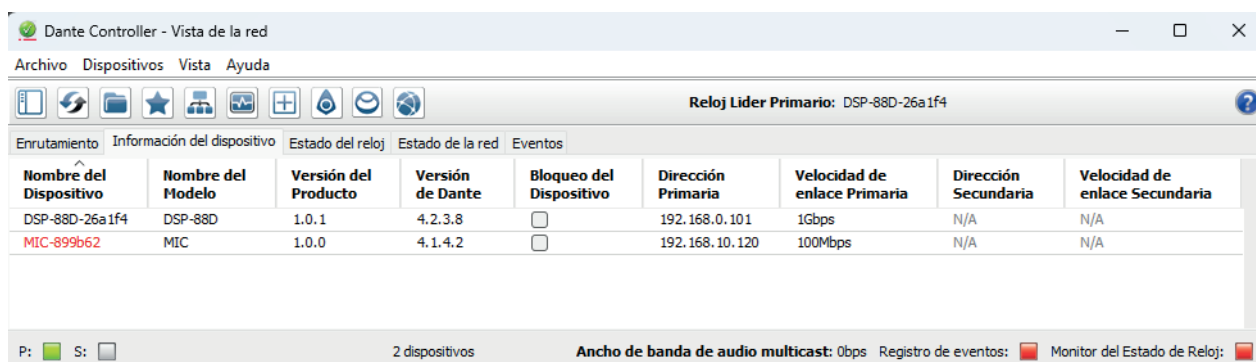 Dante Controller - Vista de la red
Archivo Dispositivos Vista Ayuda
Reloj Lider Primario: DSP-88D-26a1f4
Enrutamiento Información del dispositivo Estado del reloj Estado de la red Eventos
Nombre del Dispositivo Nombre del Modelo Versión del Producto Versión de Dante Bloqueo del Dispositivo Dirección Primaria Velocidad de enlace Primaria Dirección Secundaria Velocidad de enlace Secundaria
DSP-88D-26a1f4 DSP-88D 1.0.1 4.2.3.8 192.168.0.101 1Gbps N/A N/A
MIC-899b62 MIC 1.0.0 4.1.4.2 192.168.10.120 100Mbps N/A N/A
P: S: 2 dispositivos Ancho de banda de audio multicast: 0bps Registro de eventos: Monitor del Estado de Reloj: